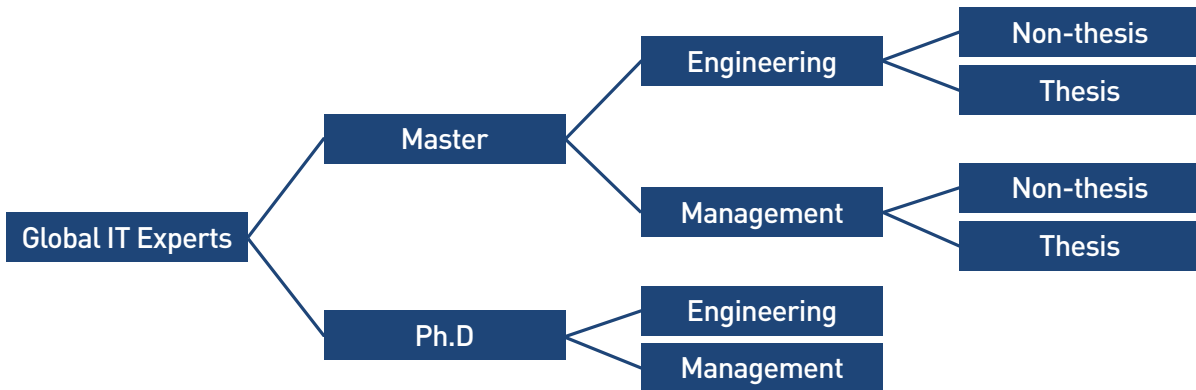 Global IT Experts
Master
Engineering
Non-thesis
Thesis
Management
Non-thesis
Thesis
Ph.D
Engineering
Management